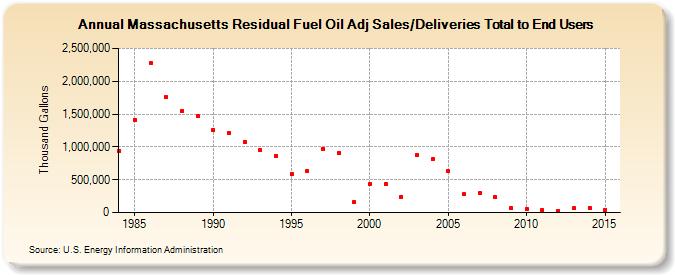 Annual Massachusetts Residual Fuel Oil Adj Sales/Deliveries Total to End Users
Thousand Gallons
2,500,000
2,000,000
1,500,000
1,000,000
500,000
0
1985 1990 1995 2000 2005 2010 2015
Source: U.S. Energy Information Administration